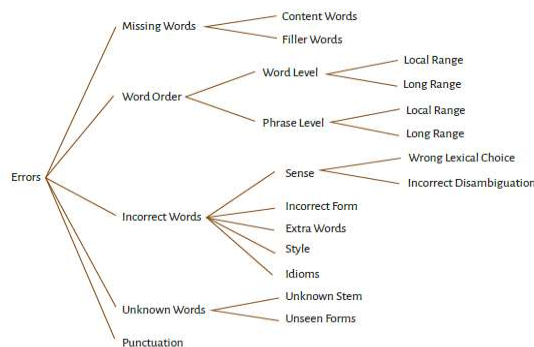 Errors
Missing Words
Content Words
Filler Words
Word Order
Word Level
Local Range
Long Range
Phrase Level
Local Range
Long Range
Incorrect Words
Sense
Wrong Lexical Choice
Incorrect Disambiguation
Incorrect Form
Extra Words
Style
Idioms
Unknown Words
Unknown Stem
Unseen Forms
Punctuation